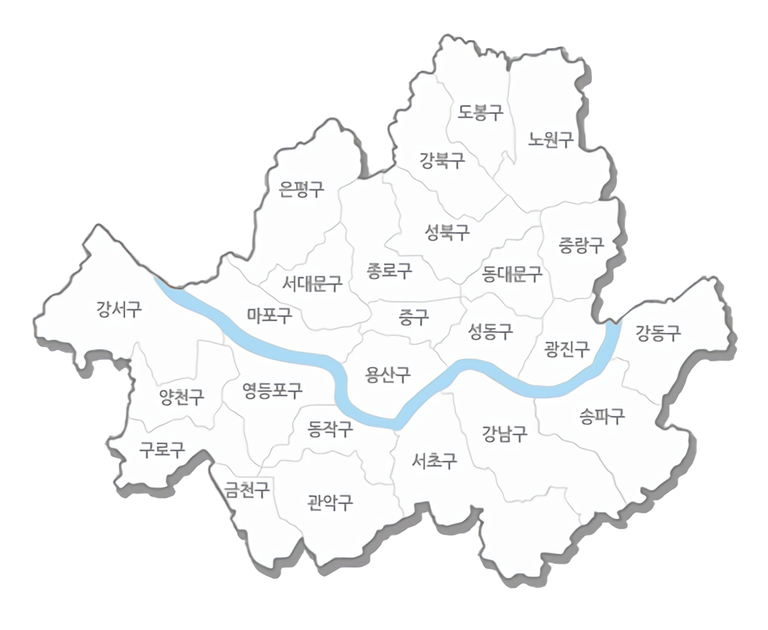 도봉구
노원구
강북구
은평구
성북구
중랑구
종로구
동대문구
서대문구
강서구
마포구
중구
성동구
강동구
광진구
용산구
양천구
영등포구
송파구
동작구
강남구
구로구
서초구
금천구
관악구